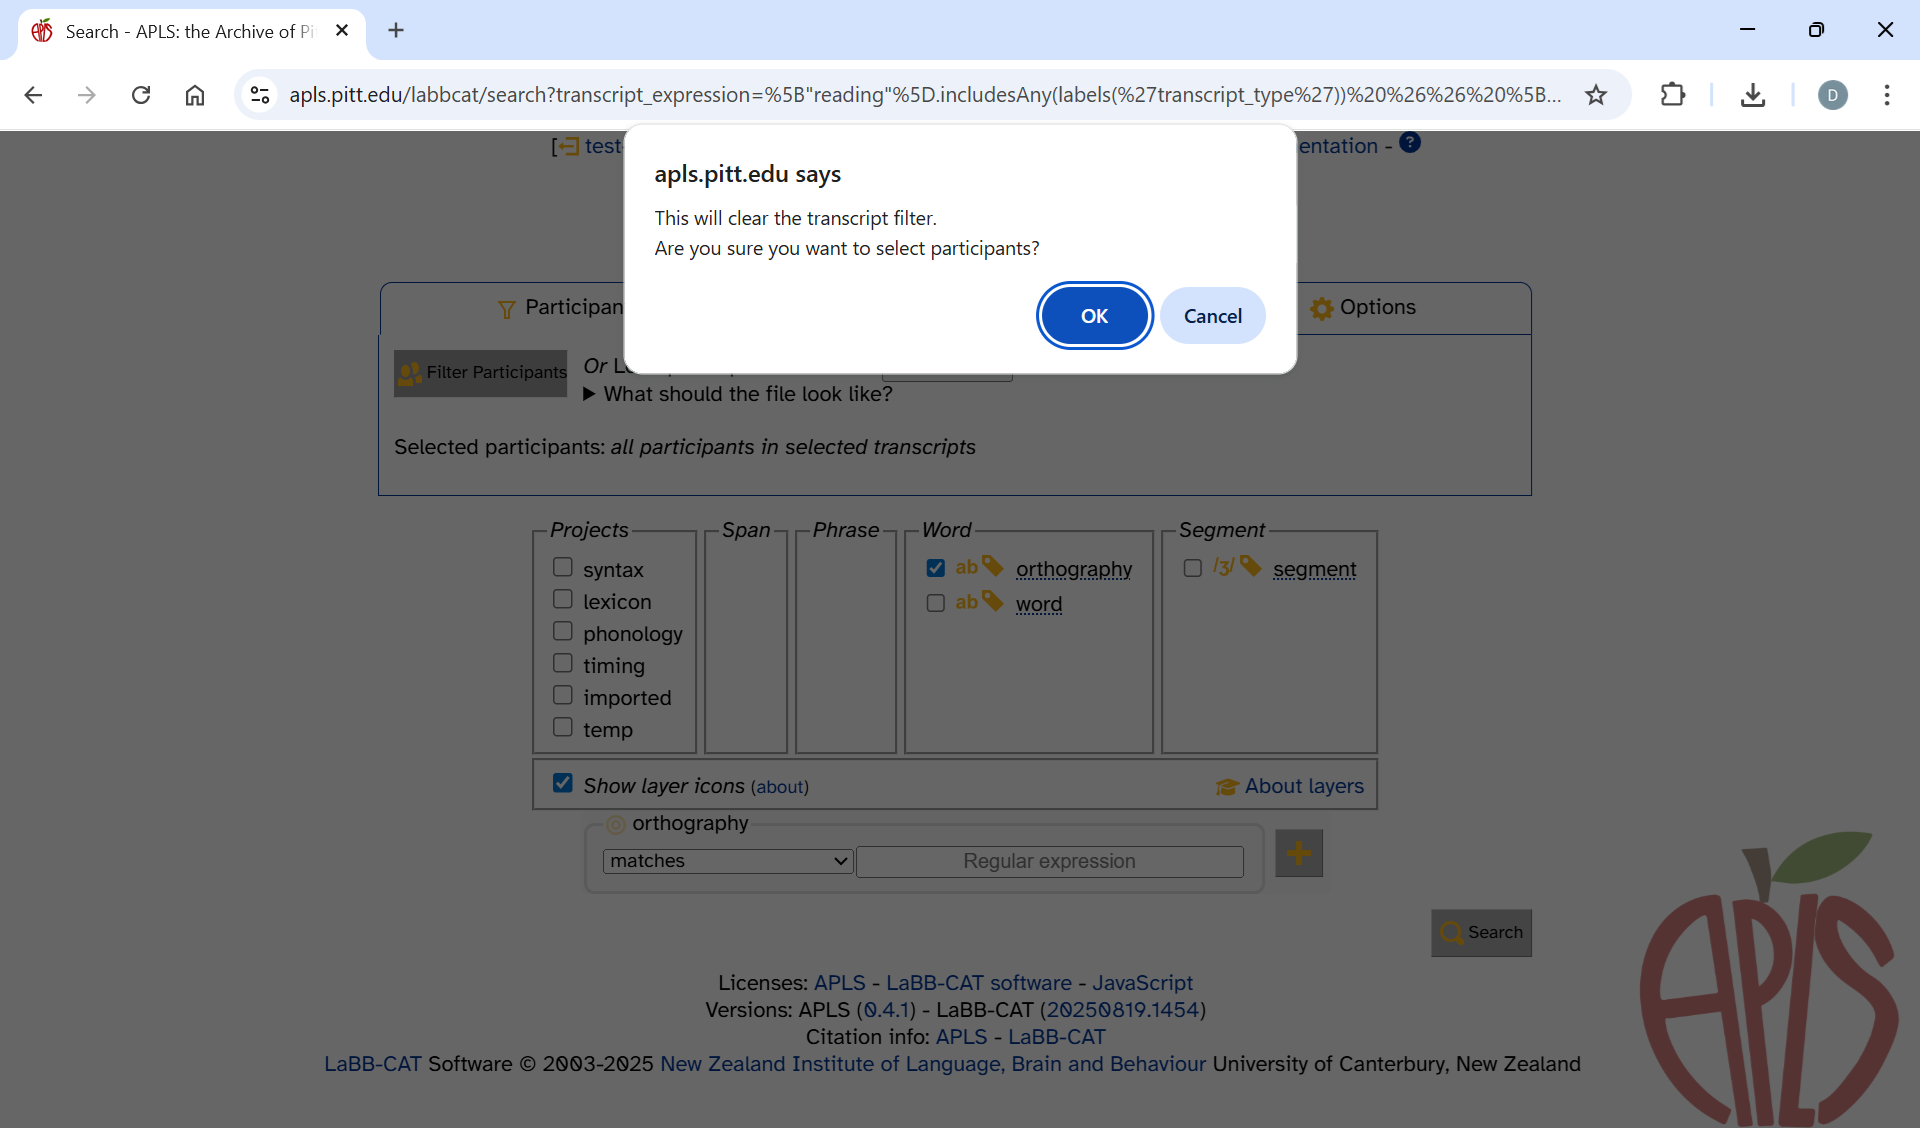 Search - APLS: the Archive of Pi
apls.pitt.edu/labbcat/search?transcript_expression=%5B"reading"%5D.includesAny(labels(%27transcript_type%27))%20%26%26%20%5B...
D
[ test-
entation - ?
apls.pitt.edu says
This will clear the transcript filter.
Are you sure you want to select participants?
OK
Cancel
Participan
Options
Filter Participants
Or L
▶ What should the file look like?
Selected participants: all participants in selected transcripts
Projects
syntax
lexicon
phonology
timing
imported
temp
Span
Phrase
Word
ab orthography
ab word
Segment
/ʒ/ segment
Show layer icons (about)
About layers
orthography
matches
Regular expression
Search
Licenses: APLS - LaBB-CAT software - JavaScript
Versions: APLS (0.4.1) - LaBB-CAT (20250819.1454)
Citation info: APLS - LaBB-CAT
LaBB-CAT Software © 2003-2025 New Zealand Institute of Language, Brain and Behaviour University of Canterbury, New Zealand
APLS